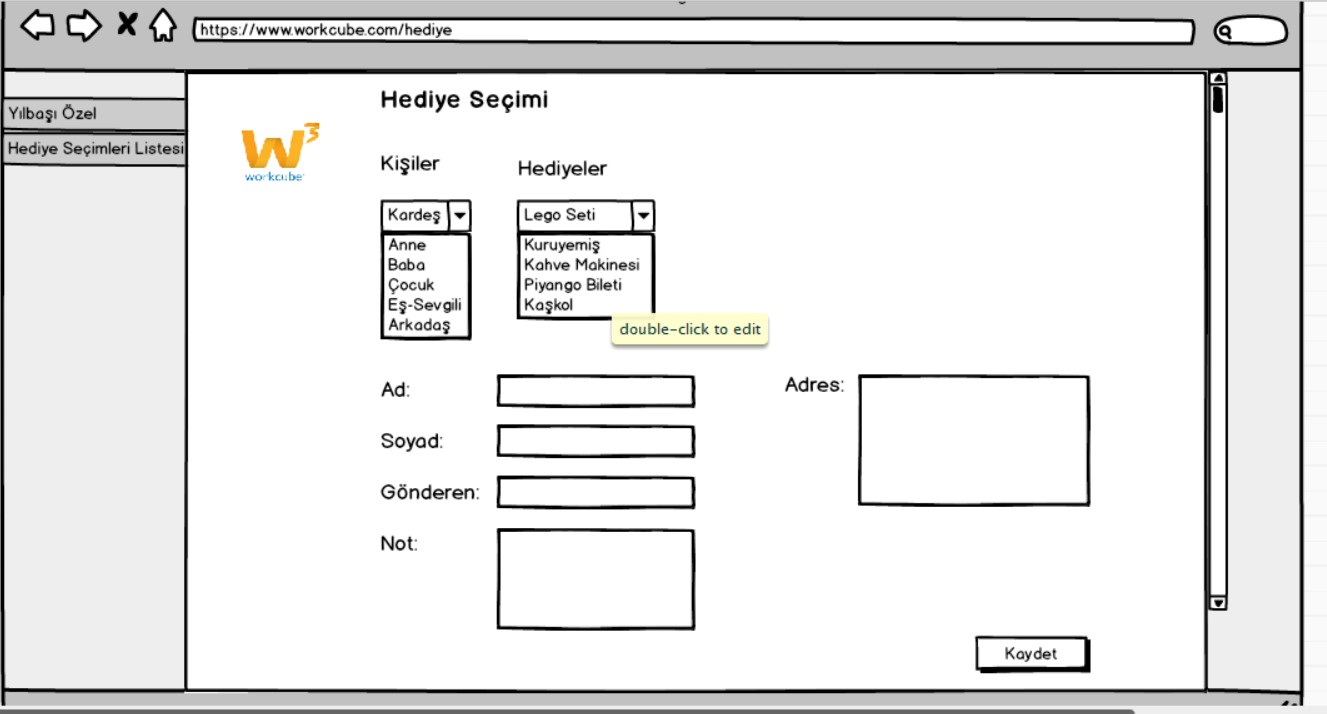 https://www.workcube.com/hediye
Yılbaşı Özel
Hediye Seçimleri Listesi
Hediye Seçimi
W3
workcube
Kişiler
Hediyeler
Kardeş
Lego Seti
Anne
Baba
Çocuk
Eş-Sevgili
Arkadaş
Kuruyemiş
Kahve Makinesi
Piyango Bileti
Kaşkol
double-click to edit
Ad:
Soyad:
Gönderen:
Not:
Adres:
Kaydet